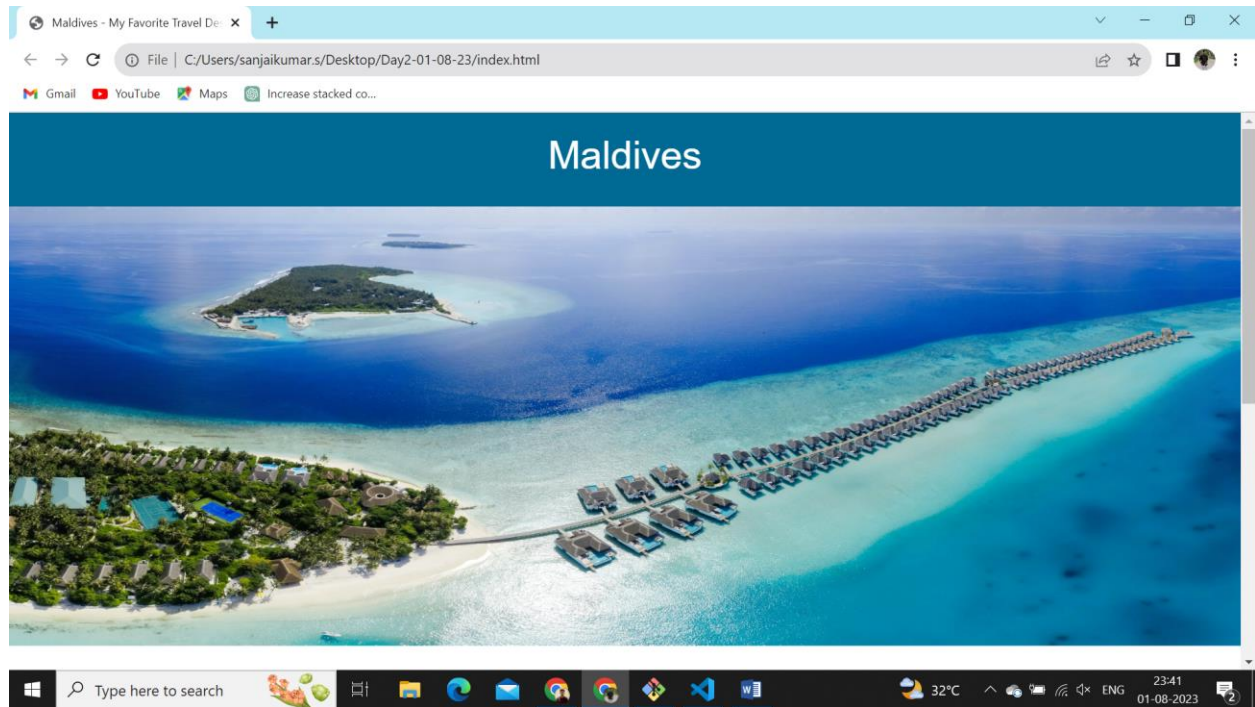 Maldives - My Favorite Travel De
File | C:/Users/sanjaikumar.s/Desktop/Day2-01-08-23/index.html
Gmail YouTube Maps Increase stacked co...
Maldives
Type here to search 32°C ENG 23:41
01-08-2023 2